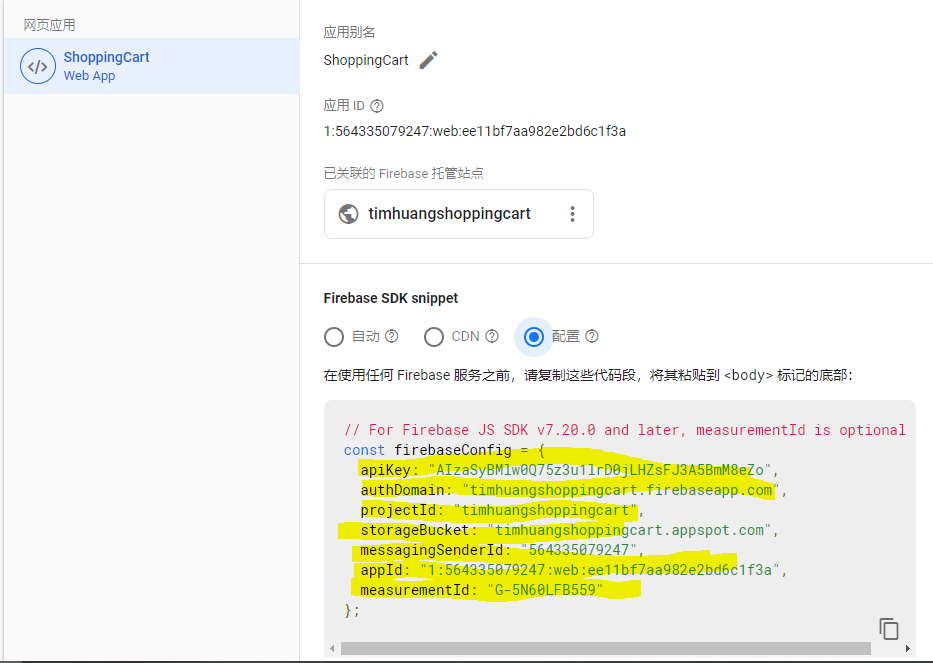 网页应用
ShoppingCart
Web App
应用别名
ShoppingCart
应用 ID
1:564335079247:web:ee11bf7aa982e2bd6c1f3a
已关联的 Firebase 托管站点
timhuangshoppingcart
Firebase SDK snippet
自动 CDN 配置
在使用任何 Firebase 服务之前，请复制这些代码段，将其粘贴到 <body> 标记的底部：
// For Firebase JS SDK v7.20.0 and later, measurementId is optional
const firebaseConfig = {
apiKey: "AIzaSyBMlw0Q75z3u1lrD0jLHZsFJ3A5BmM8eZo",
authDomain: "timhuangshoppingcart.firebaseapp.com",
projectId: "timhuangshoppingcart",
storageBucket: "timhuangshoppingcart.appspot.com",
messagingSenderId: "564335079247",
appId: "1:564335079247:web:ee11bf7aa982e2bd6c1f3a",
measurementId: "G-5N60LFB559"
};